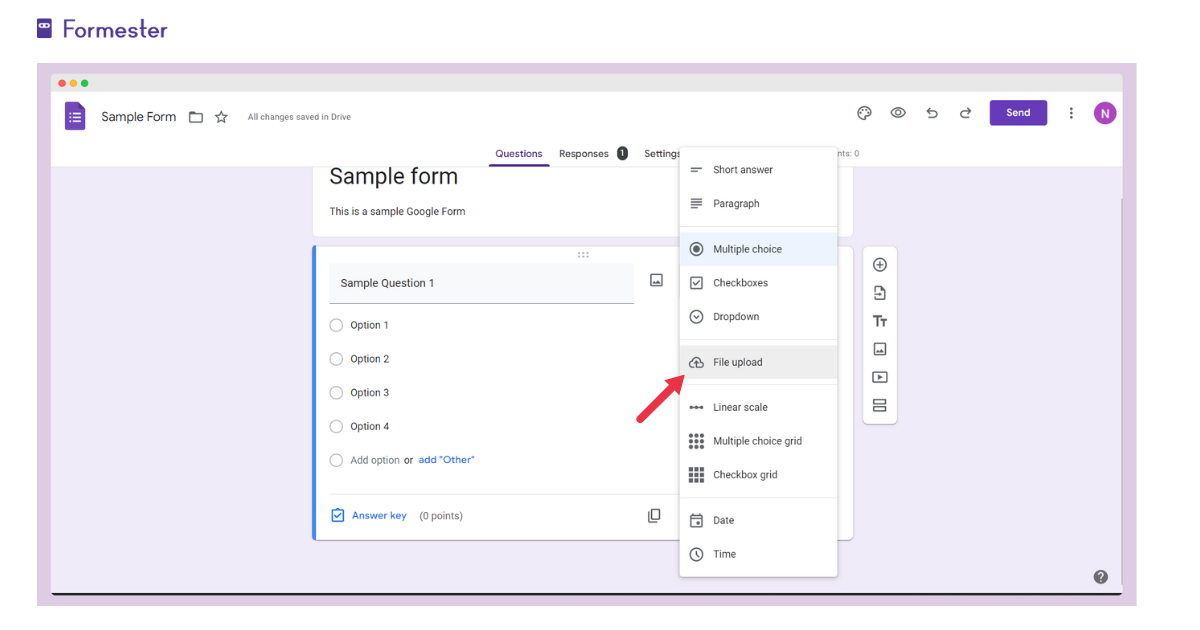 Formester
Sample Form
All changes saved in Drive
Send
N
Questions
Responses 1
Settings
nts: 0
Sample form
This is a sample Google Form
Sample Question 1
Option 1
Option 2
Option 3
Option 4
Add option or add "Other"
Answer key (0 points)
Short answer
Paragraph
Multiple choice
Checkboxes
Dropdown
File upload
Linear scale
Multiple choice grid
Checkbox grid
Date
Time
Tт
?